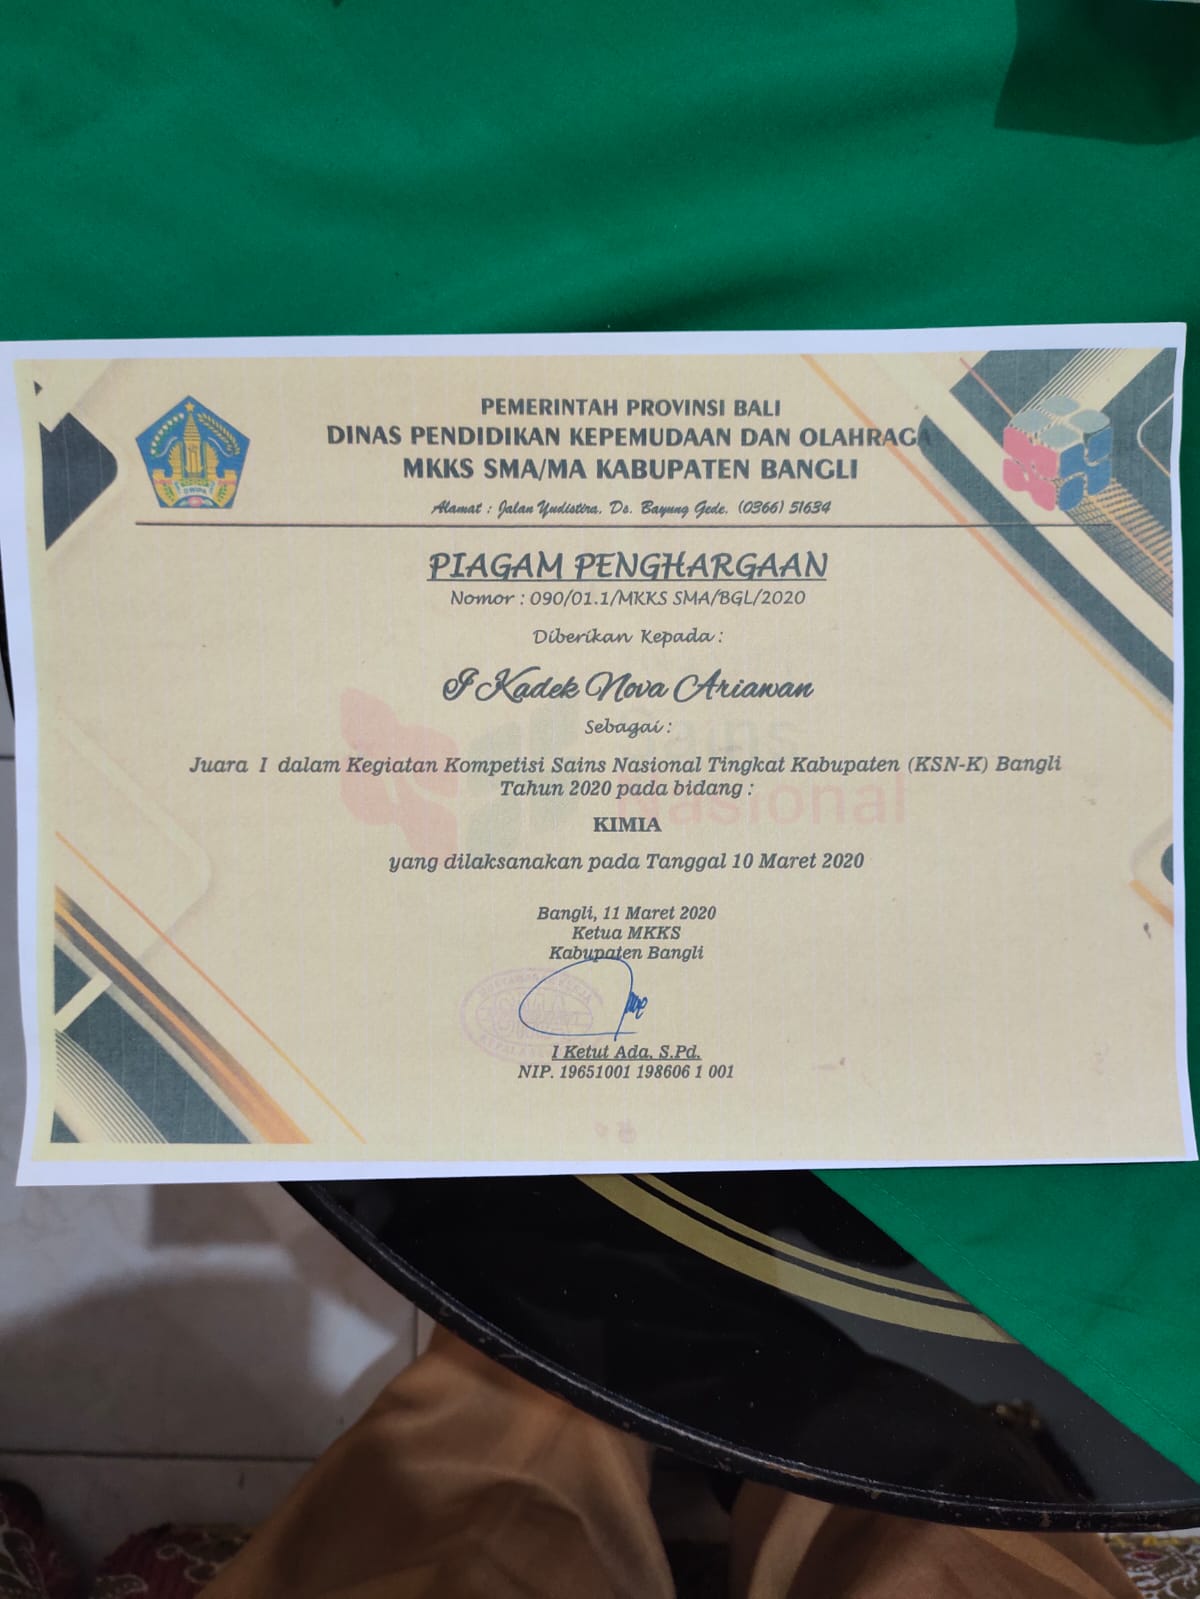 PEMERINTAH PROVINSI BALI
DINAS PENDIDIKAN KEPEMUDAAN DAN OLAHRAGA
MKKS SMA/MA KABUPATEN BANGLI
Alamat : Jalan Yudistira, Ds. Bayung Gede, (0366) 51634
PIAGAM PENGHARGAAN
Nomor : 090/01.1/MKKS SMA/BGL/2020
Diberikan Kepada :
I Kadek Nova Ariawan
Sebagai :
Sains
Juara I dalam Kegiatan Kompetisi Sains Nasional Tingkat Kabupaten (KSN-K) Bangli
Tahun 2020 pada bidang :
Nasional
KIMIA
yang dilaksanakan pada Tanggal 10 Maret 2020
Bangli, 11 Maret 2020
Ketua MKKS
Kabupaten Bangli
I Ketut Ada, S.Pd.
NIP. 19651001 198606 1 001